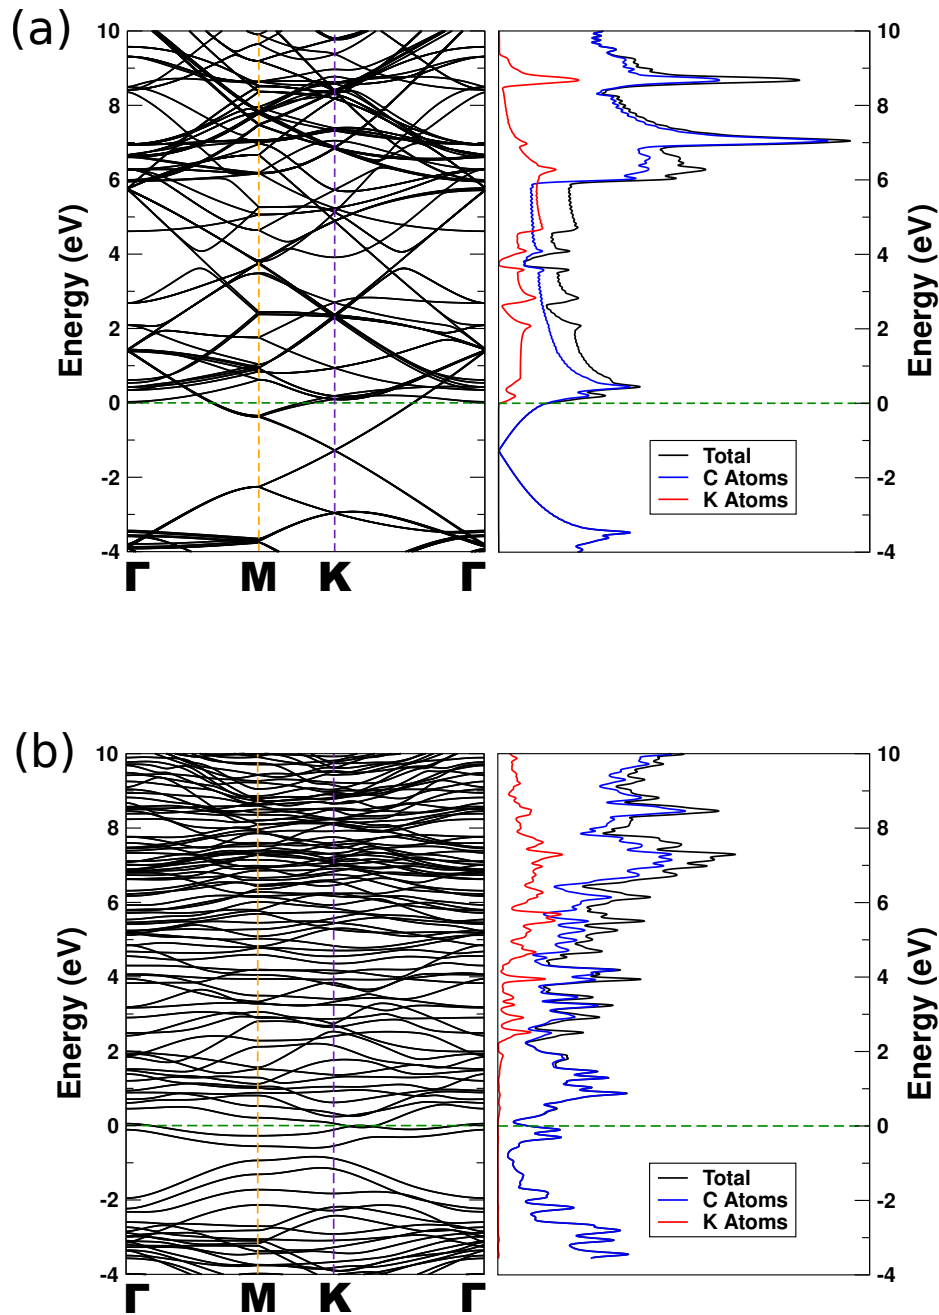 (a)
Energy (eV)
10
8
6
4
2
0
-2
-4
Γ M K Γ
Total
C Atoms
K Atoms
10
8
6
4
2
0
-2
-4
Energy (eV)
(b)
Energy (eV)
10
8
6
4
2
0
-2
-4
Γ M K Γ
Total
C Atoms
K Atoms
10
8
6
4
2
0
-2
-4
Energy (eV)